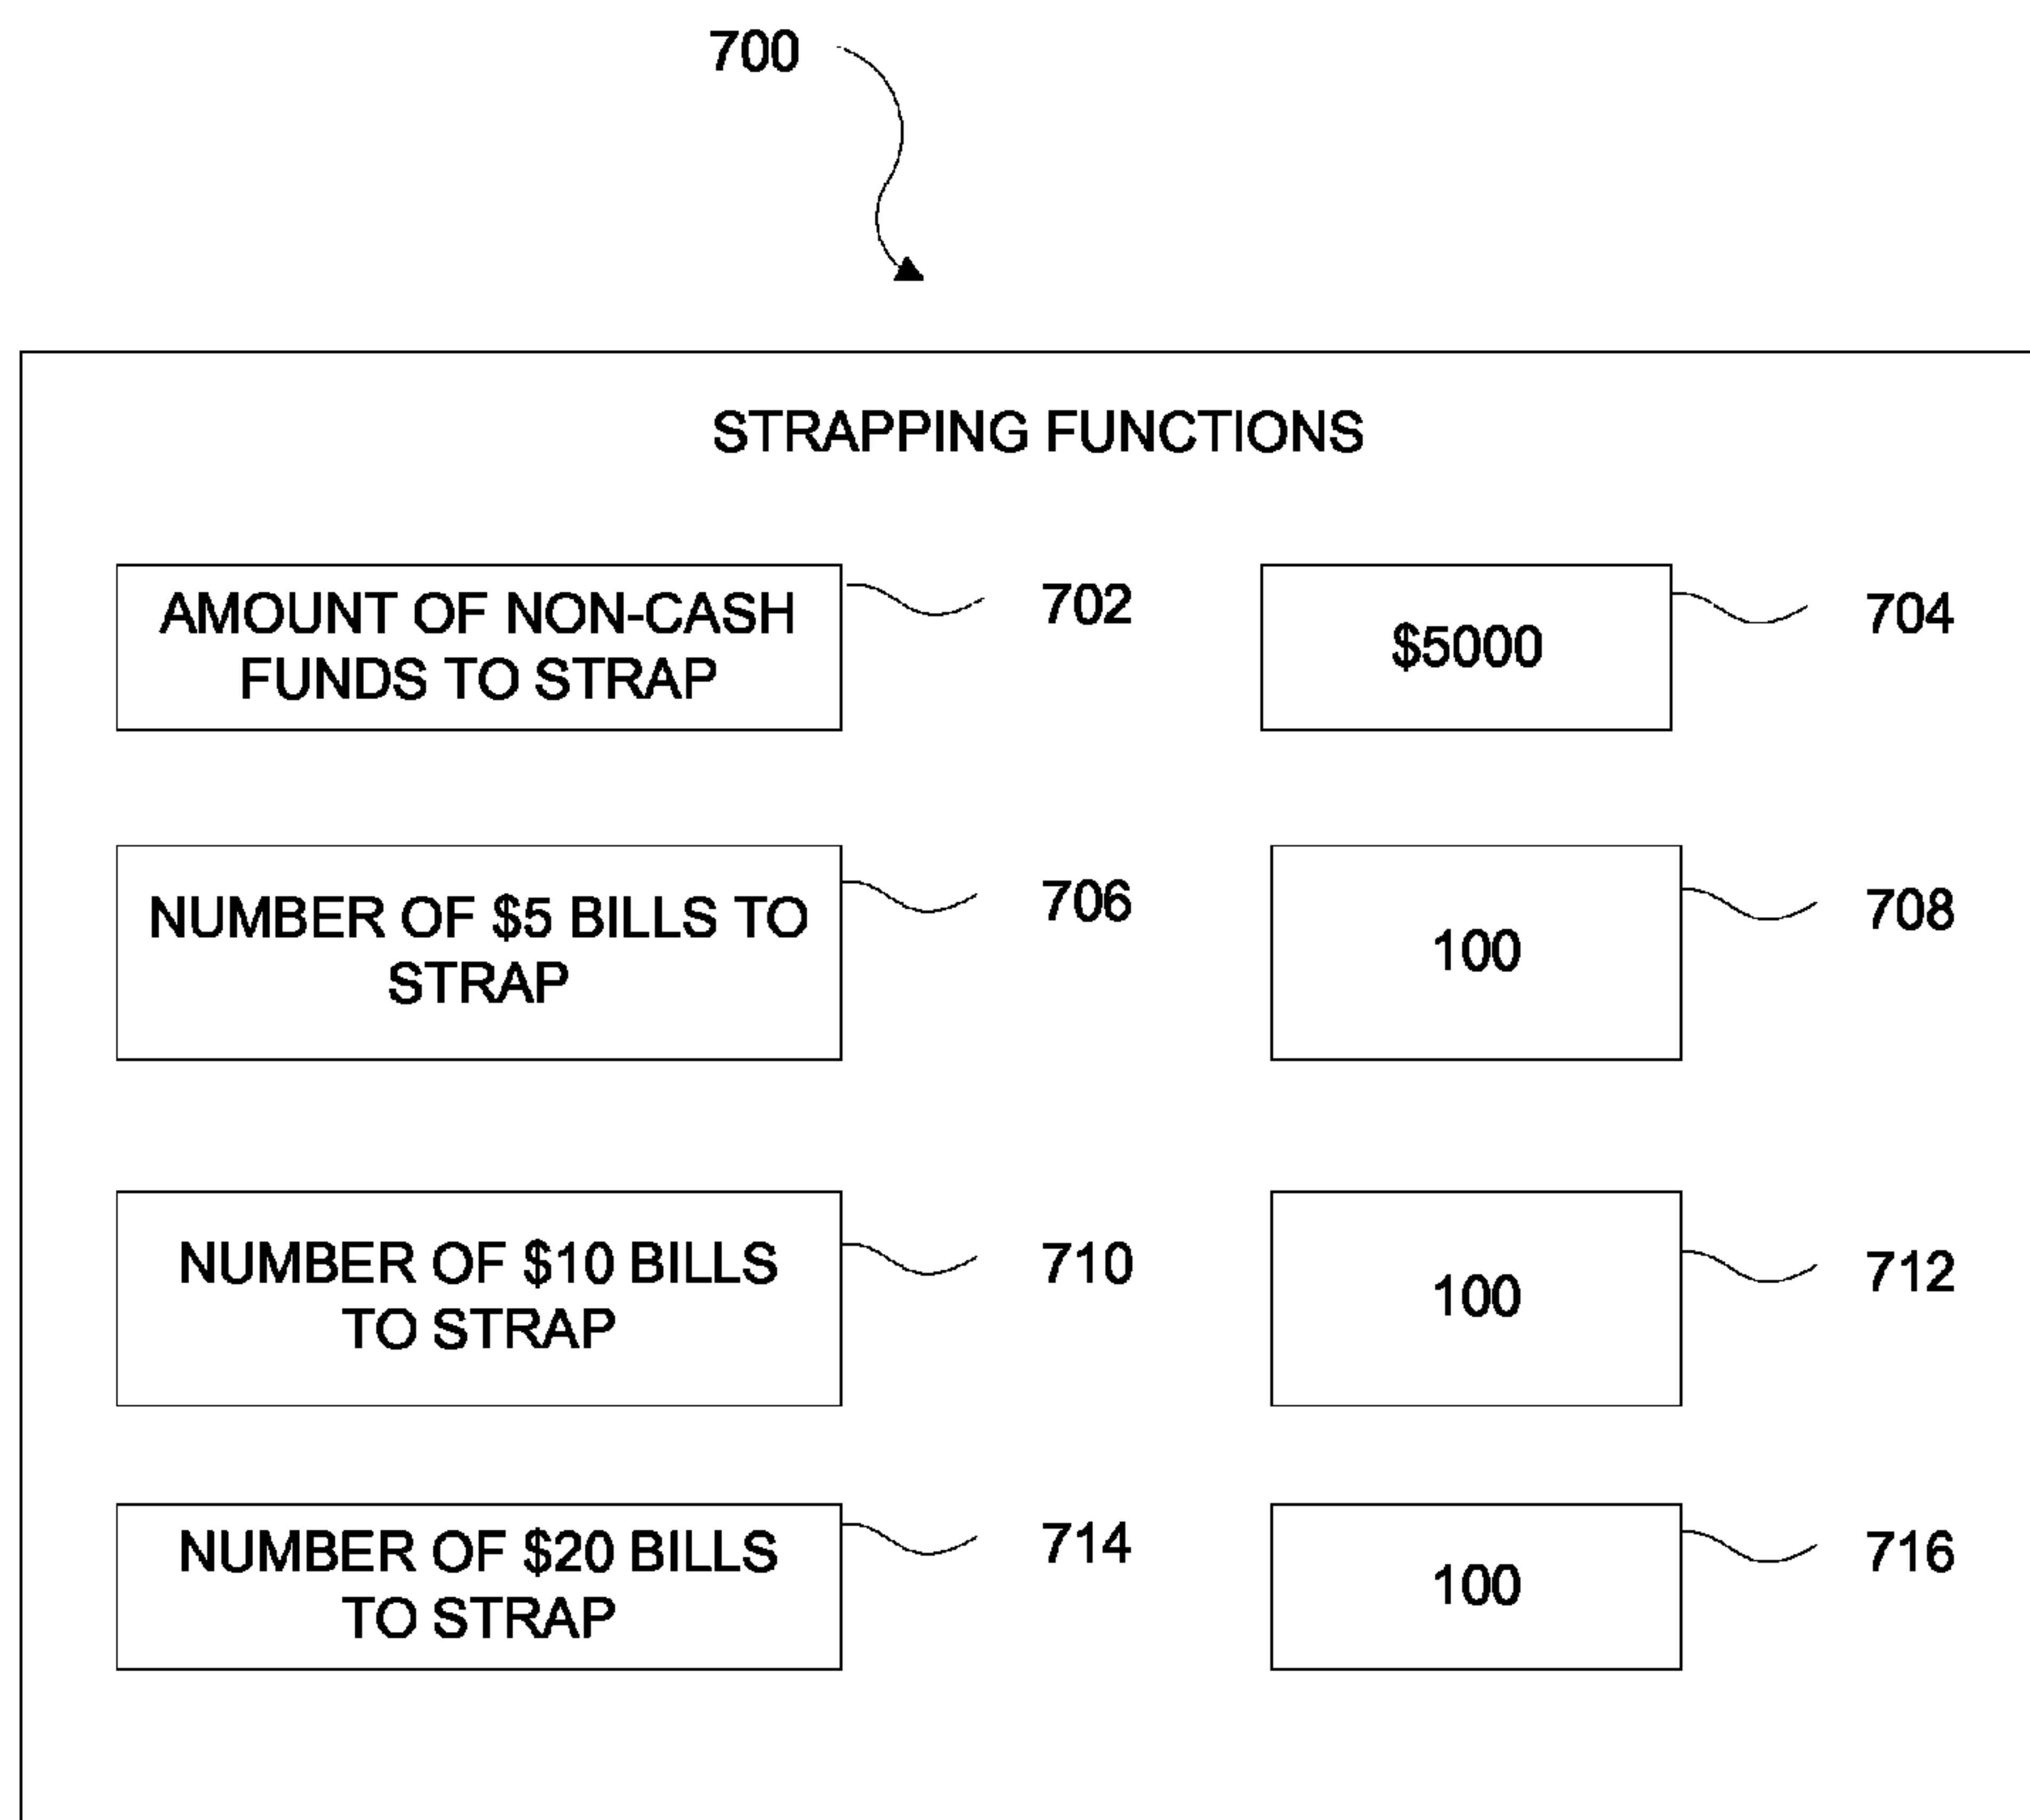 700
STRAPPING FUNCTIONS
AMOUNT OF NON-CASH
FUNDS TO STRAP
702
$5000
704
NUMBER OF $5 BILLS TO
STRAP
706
100
708
NUMBER OF $10 BILLS
TO STRAP
710
100
712
NUMBER OF $20 BILLS
TO STRAP
714
100
716